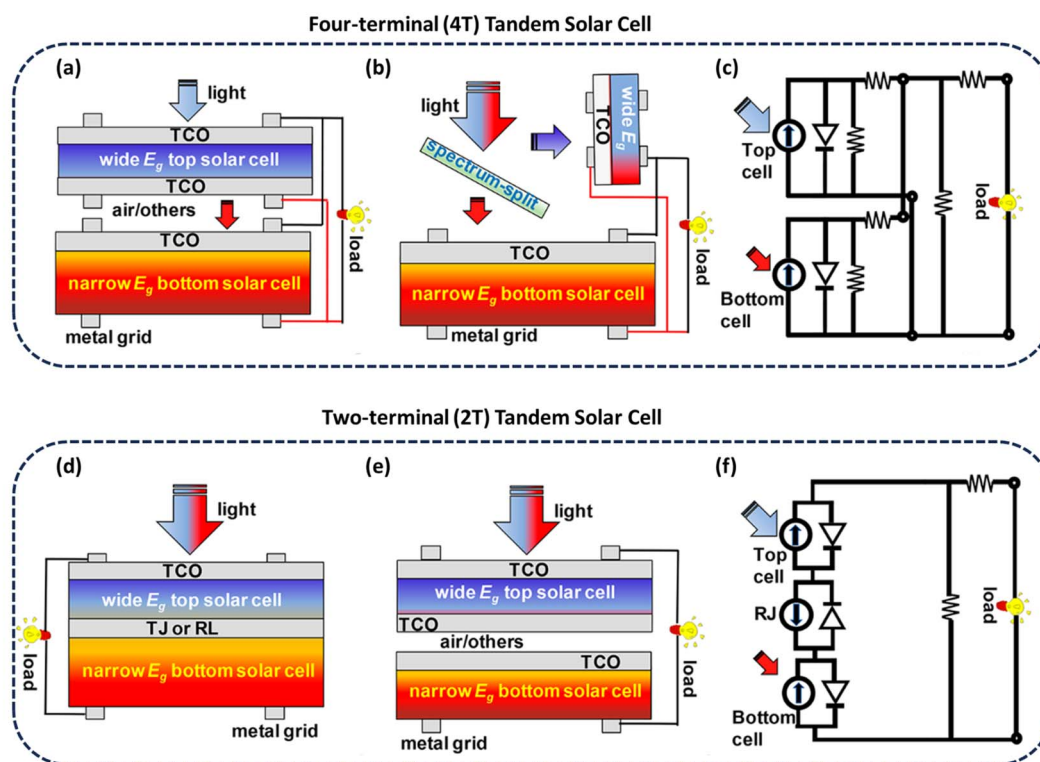 Four-terminal (4T) Tandem Solar Cell
(a)
light
TCO
wide Eg top solar cell
TCO
air/others
TCO
narrow Eg bottom solar cell
metal grid
load
(b)
light
spectrum-split
TCO
wide Eg
TCO
narrow Eg bottom solar cell
metal grid
load
(c)
Top
cell
Bottom
cell
load
Two-terminal (2T) Tandem Solar Cell
(d)
light
TCO
wide Eg top solar cell
TJ or RL
narrow Eg bottom solar cell
metal grid
load
(e)
light
TCO
wide Eg top solar cell
TCO
air/others
TCO
narrow Eg bottom solar cell
metal grid
load
(f)
Top
cell
RJ
Bottom
cell
load